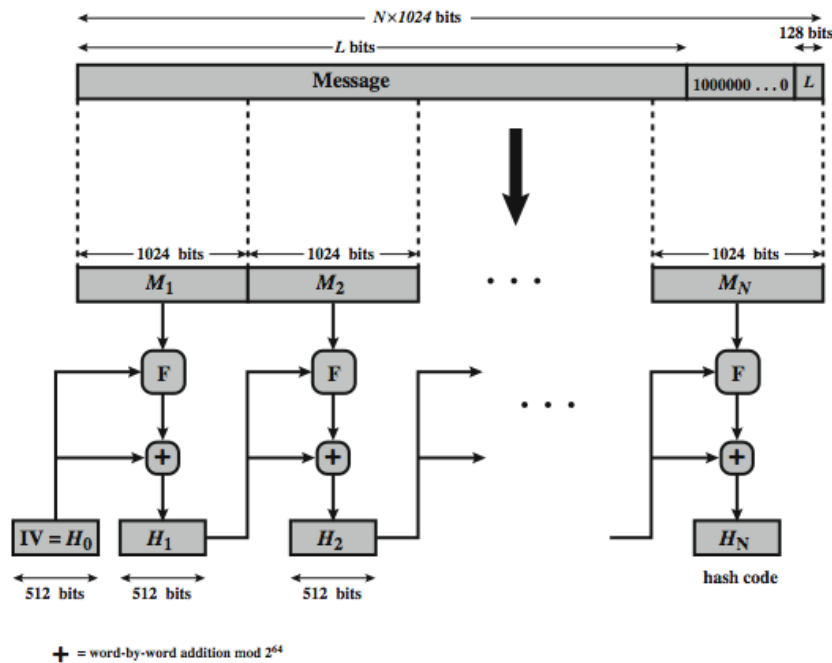 N×1024 bits
L bits
128 bits
Message
1000000 . . . 0
L
1024 bits
1024 bits
1024 bits
M1
M2
. . .
MN
F
F
F
. . .
+
+
+
IV = H0
H1
H2
HN
512 bits
512 bits
512 bits
hash code
+ = word-by-word addition mod 2^64